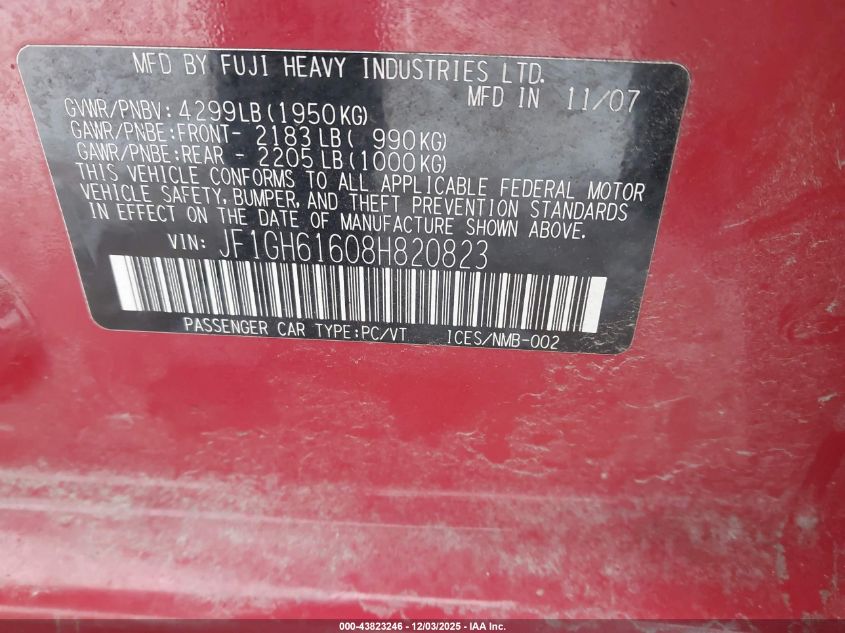 MFD BY FUJI HEAVY INDUSTRIES LTD.
MFD IN 11/07
GVWR/PNBV: 4299LB(1950KG)
GAWR/PNBE:FRONT- 2183LB( 990KG)
GAWR/PNBE:REAR - 2205LB(1000KG)
THIS VEHICLE CONFORMS TO ALL APPLICABLE FEDERAL MOTOR
VEHICLE SAFETY, BUMPER, AND THEFT PREVENTION STANDARDS
IN EFFECT ON THE DATE OF MANUFACTURE SHOWN ABOVE.
VIN: JF1GH61608H820823
PASSENGER CAR TYPE:PC/VT ICES/NMB-002
000-43823246 - 12/03/2025 - IAA Inc.